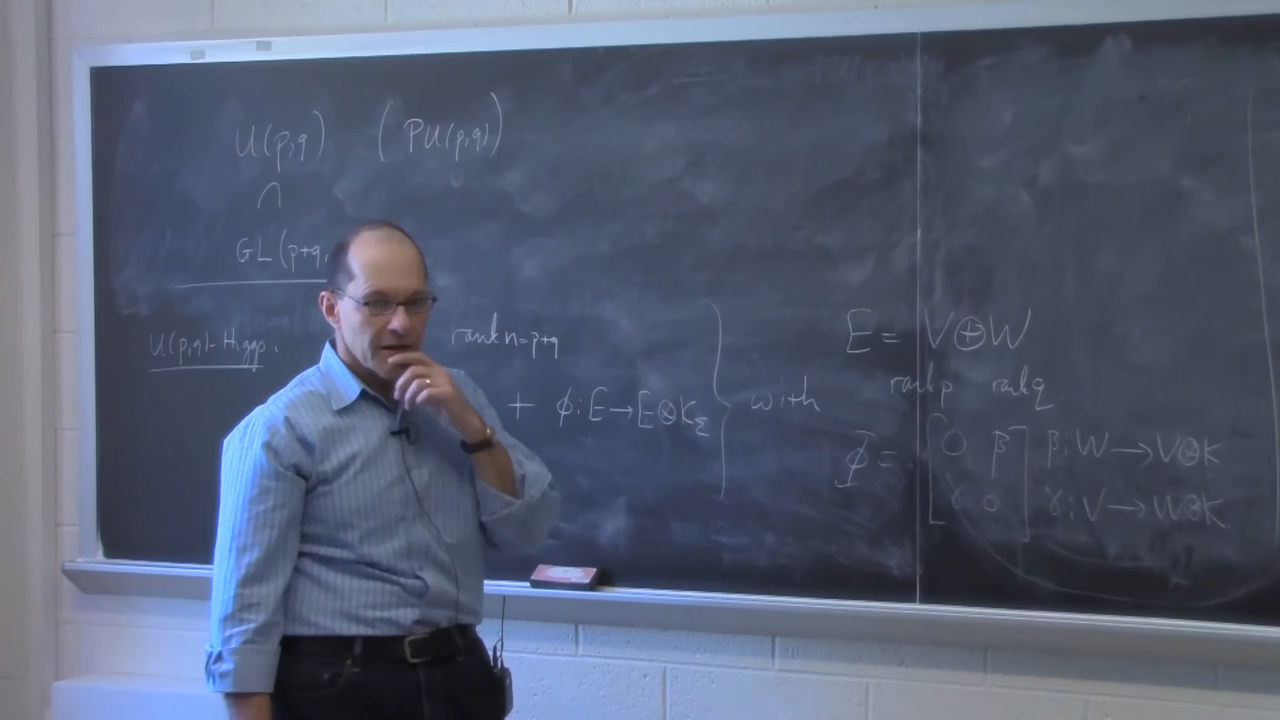 U(p,q) (PU(p,q))
∩
GL(p+q,
U(p,q)-Higgs.
rank n=p+q
+ ϕ:E→E⊗K_Σ } with
E = V⊕W
rank p rank q
Φ = [0 β
γ 0]
β:W→V⊗K
γ:V→W⊗K